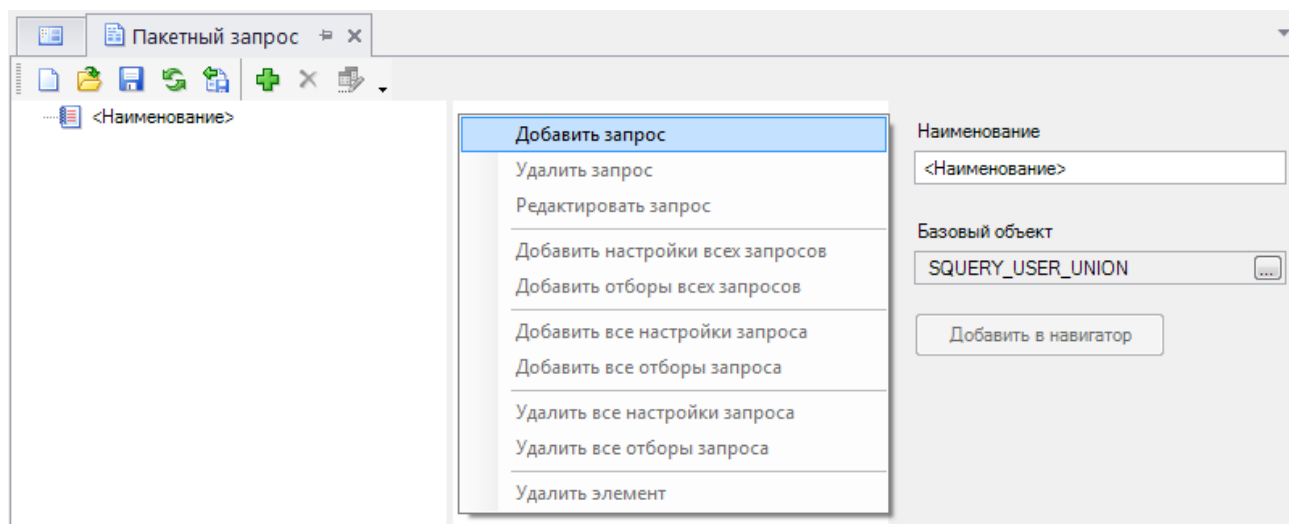 Пакетный запрос
<Наименование>
Добавить запрос
Удалить запрос
Редактировать запрос
Добавить настройки всех запросов
Добавить отборы всех запросов
Добавить все настройки запроса
Добавить все отборы запроса
Удалить все настройки запроса
Удалить все отборы запроса
Удалить элемент
Наименование
<Наименование>
Базовый объект
SQUERY_USER_UNION
...
Добавить в навигатор